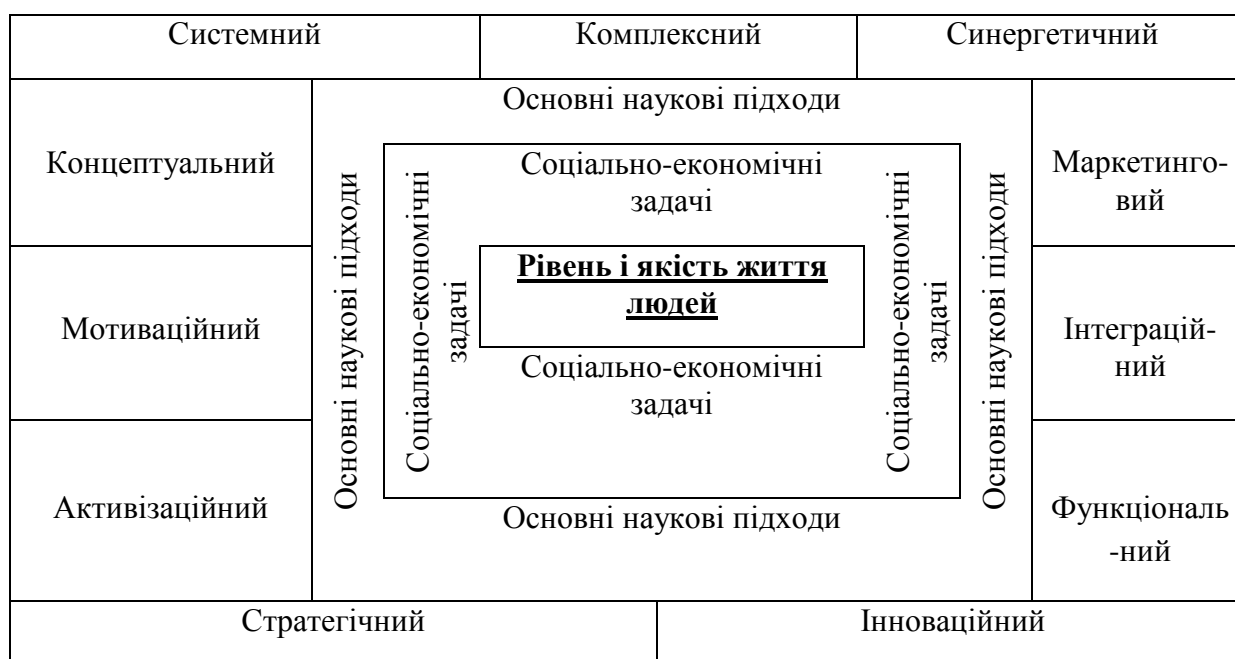 Системний
Комплексний
Синергетичний
Основні наукові підходи
Концептуальний
Основні наукові підходи
Соціально-економічні
задачі
Соціально-економічні
задачі
Соціально-економічні
задачі
Основні наукові підходи
Маркетинго-
вий
Рівень і якість життя
людей
Мотиваційний
Інтеграцій-
ний
Соціально-економічні
задачі
Активізаційний
Основні наукові підходи
Функціональ
-ний
Стратегічний
Інноваційний